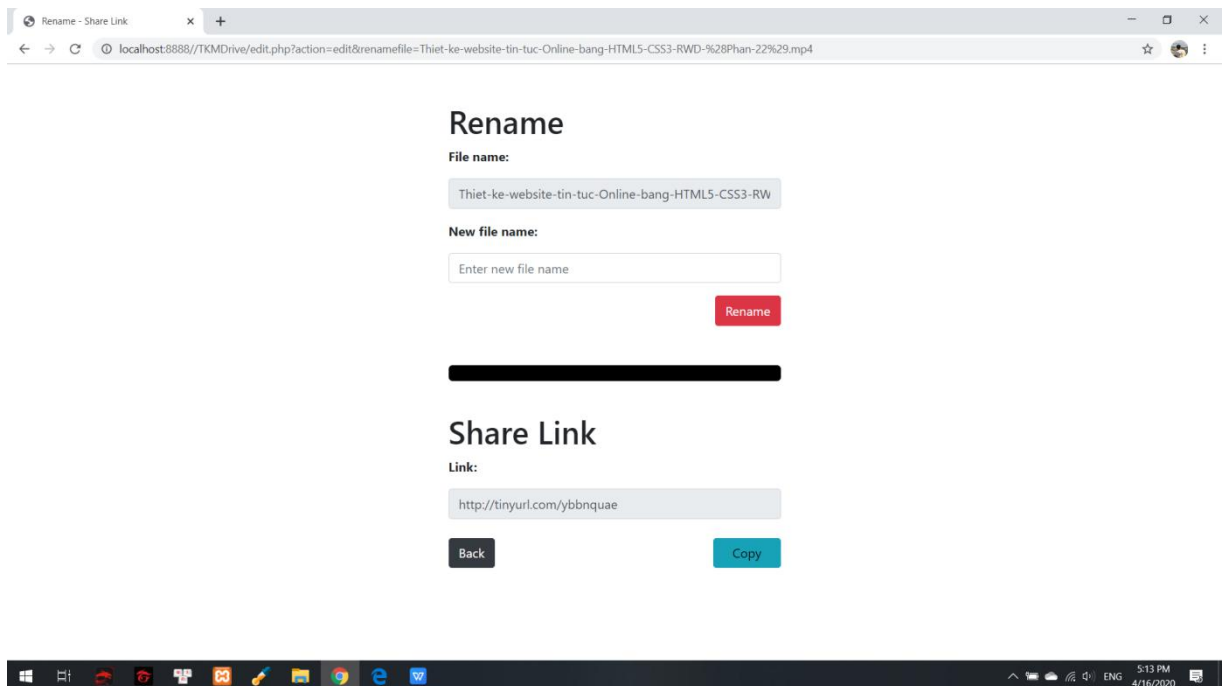 Rename - Share Link
localhost:8888//TKMDrive/edit.php?action=edit&renamefile=Thiet-ke-website-tin-tuc-Online-bang-HTML5-CSS3-RWD-%28Phan-22%29.mp4
Rename
File name:
Thiet-ke-website-tin-tuc-Online-bang-HTML5-CSS3-RW
New file name:
Enter new file name
Rename
Share Link
Link:
http://tinyurl.com/ybbnquae
Back
Copy
ENG
5:13 PM
4/16/2020